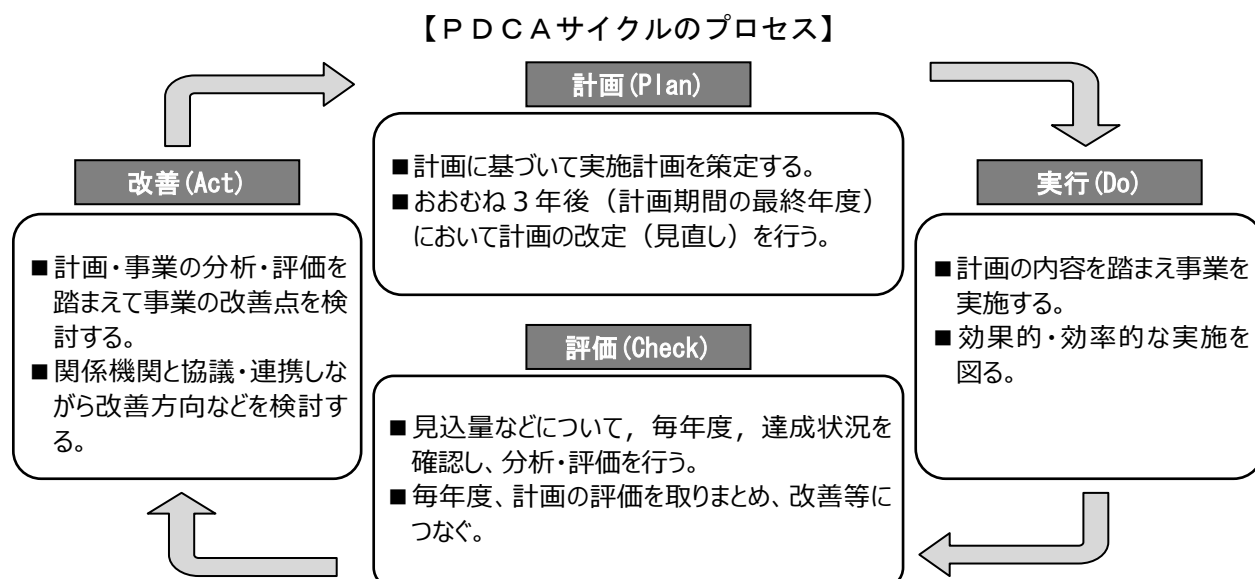 【ＰＤＣＡサイクルのプロセス】
計画(Plan)
■計画に基づいて実施計画を策定する。
■おおむね３年後（計画期間の最終年度）
において計画の改定（見直し）を行う。
改善(Act)
■計画・事業の分析・評価を
踏まえて事業の改善点を検
討する。
■関係機関と協議・連携しな
がら改善方向などを検討す
る。
実行(Do)
■計画の内容を踏まえ事業を
実施する。
■効果的・効率的な実施を
図る。
評価(Check)
■見込量などについて，毎年度，達成状況を
確認し、分析・評価を行う。
■毎年度、計画の評価を取りまとめ、改善等に
つなぐ。